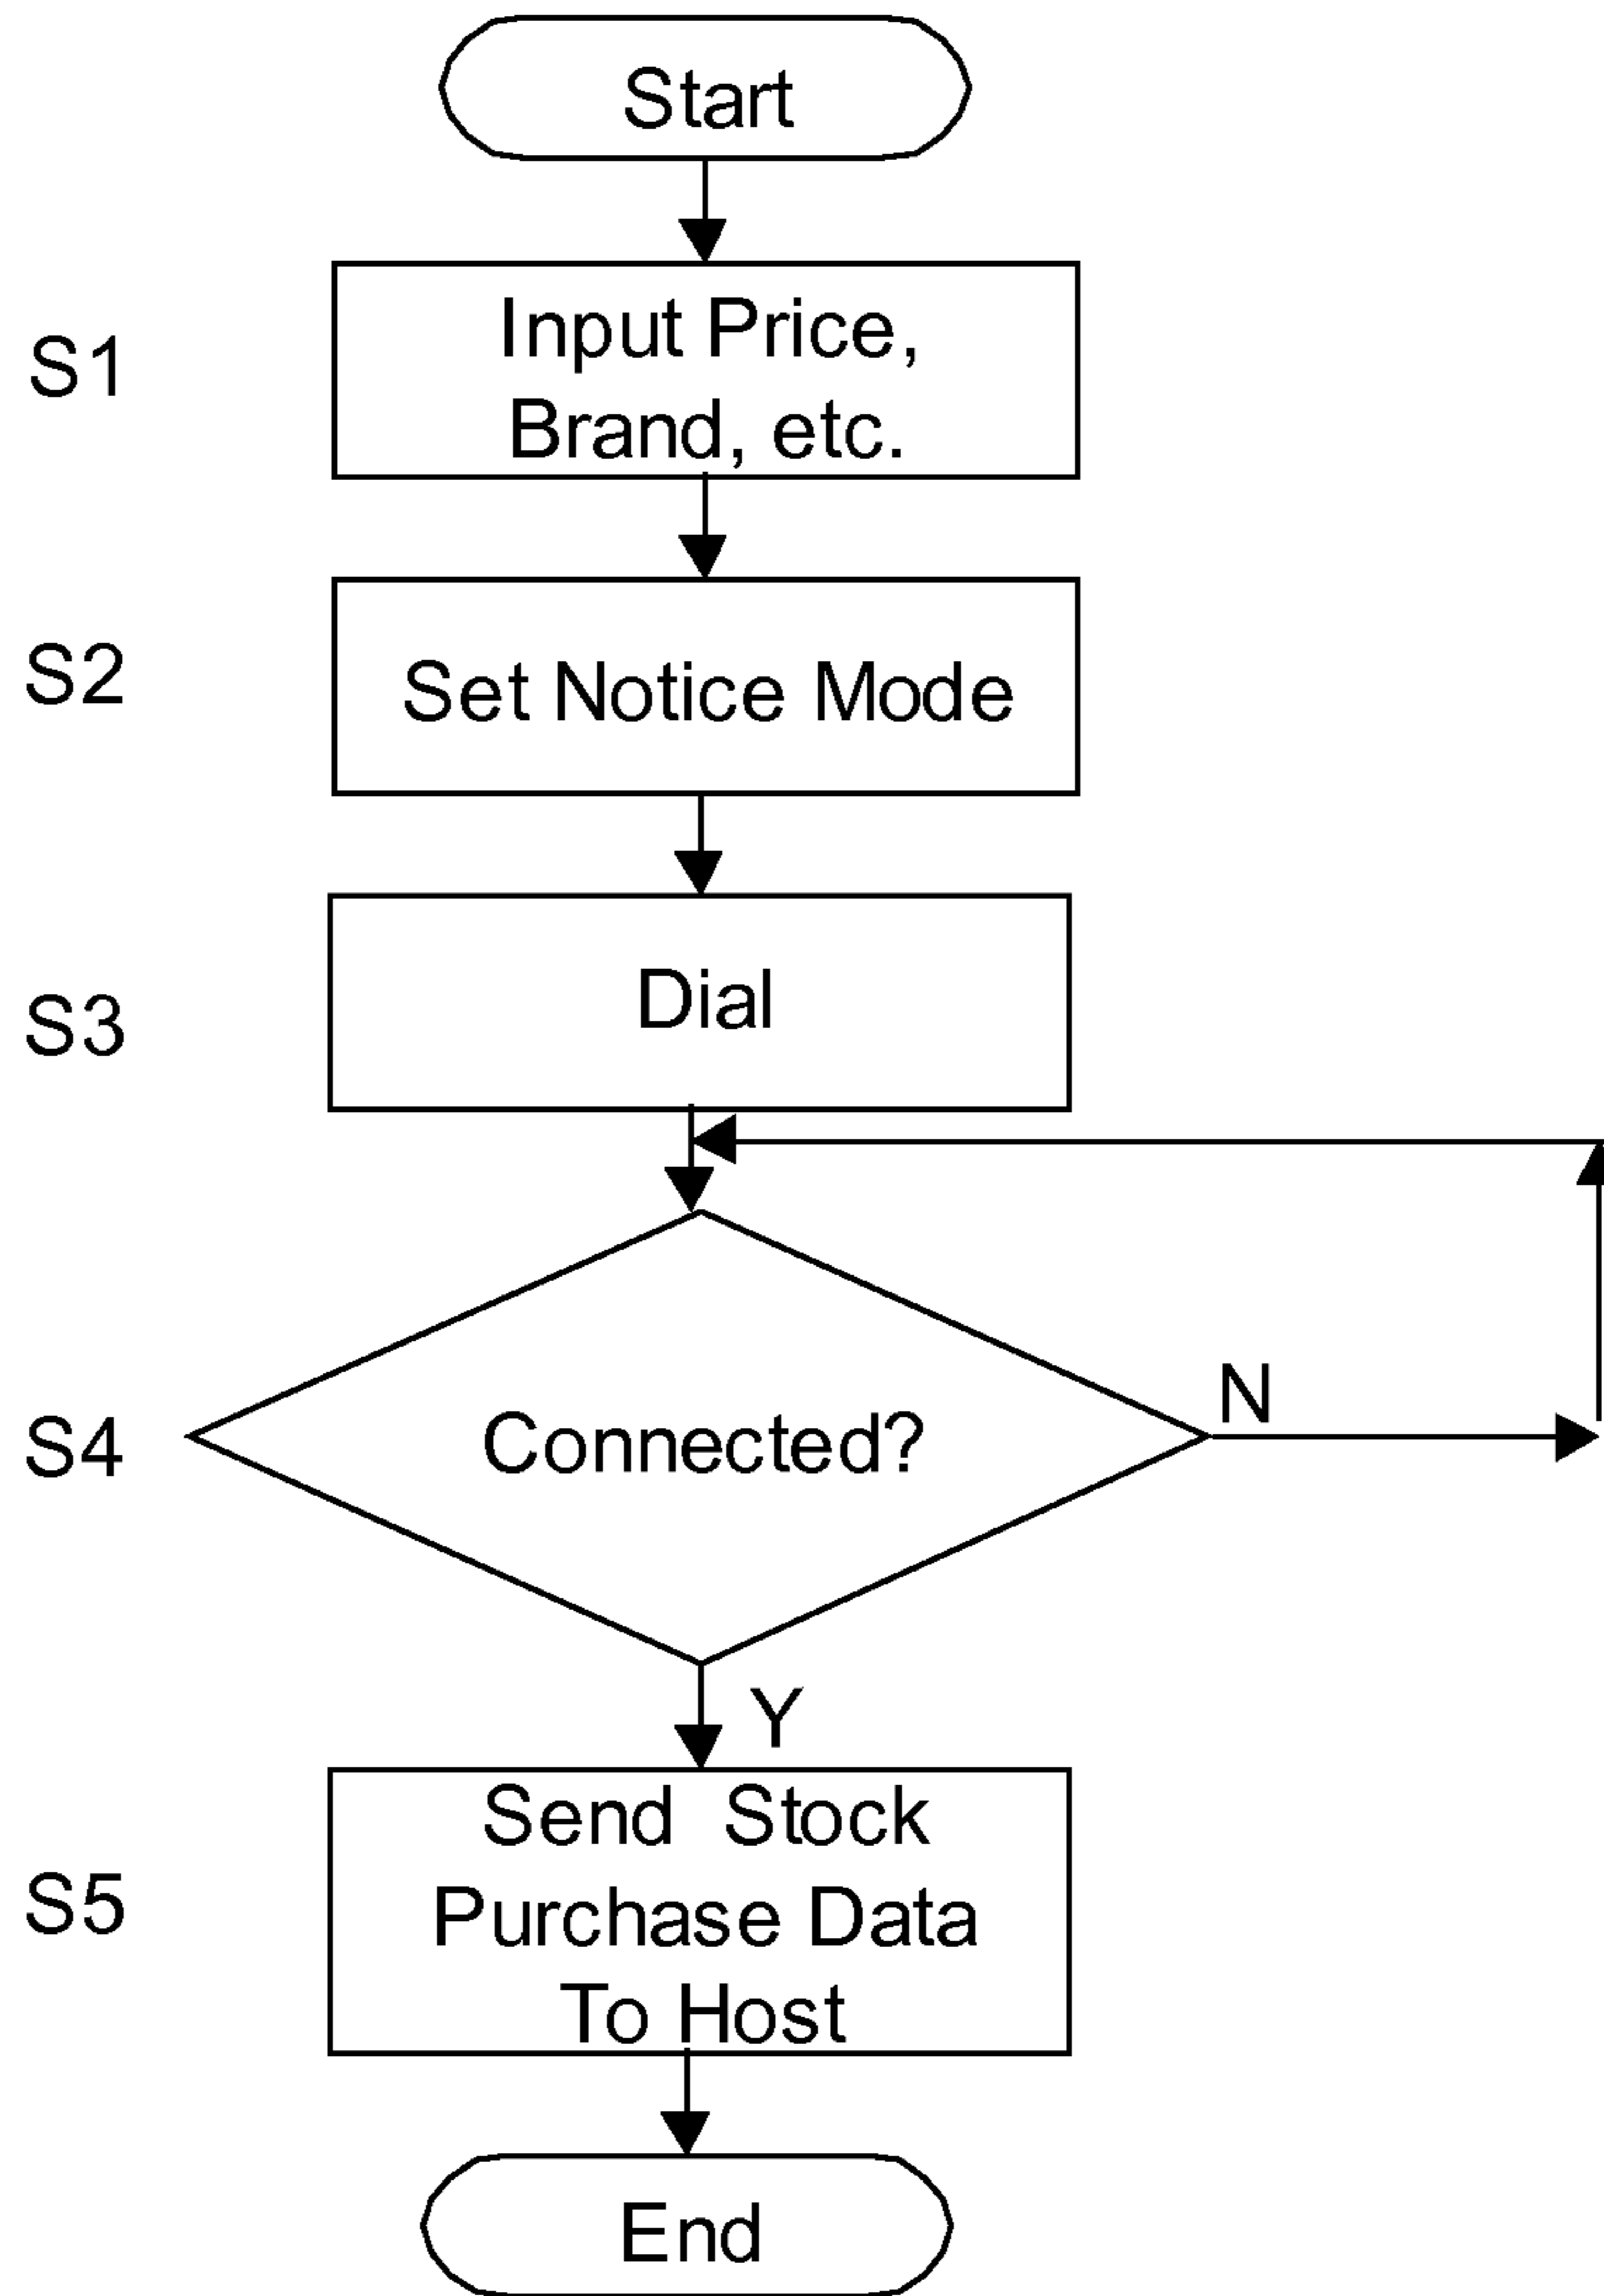 Start
S1
Input Price,
Brand, etc.
S2
Set Notice Mode
S3
Dial
S4
Connected?
N
Y
S5
Send Stock
Purchase Data
To Host
End